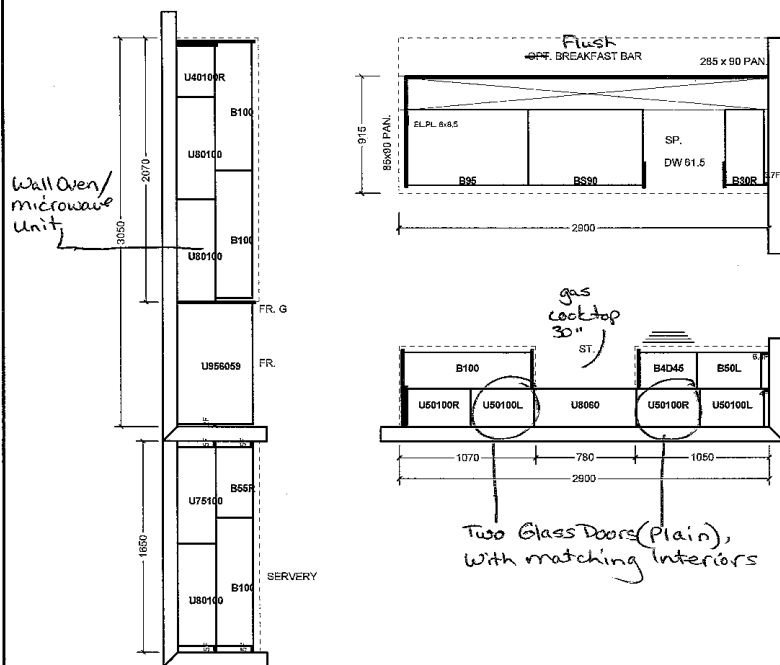 Flush
OPT. BREAKFAST BAR
285 x 90 PAN.
U40100R
B100
U80100
2070
3050
Wall Oven/
microwave
Unit
U80100
B100
FR. G
U956059
FR.
U75100
B55R
1650
SERVERY
U80100
B100
915
85x90 PAN.
EL.PL. 6x8,5
SP.
DW 61.5
B95
BS90
B30R
2900
gas
cooktop
30"
ST.
B100
B4D45
B50L
U50100R
U50100L
U8060
U50100R
U50100L
1070
780
1050
2900
Two Glass Doors (Plain),
with matching interiors